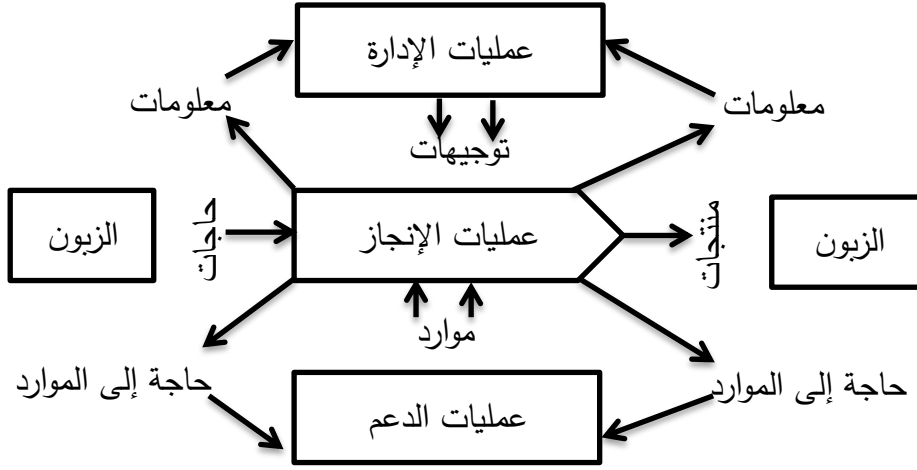 عمليات الإدارة
معلومات
معلومات
توجيهات
الزبون
منتجات
عمليات الإنجاز
حاجات
الزبون
موارد
حاجة إلى الموارد
عمليات الدعم
حاجة إلى الموارد